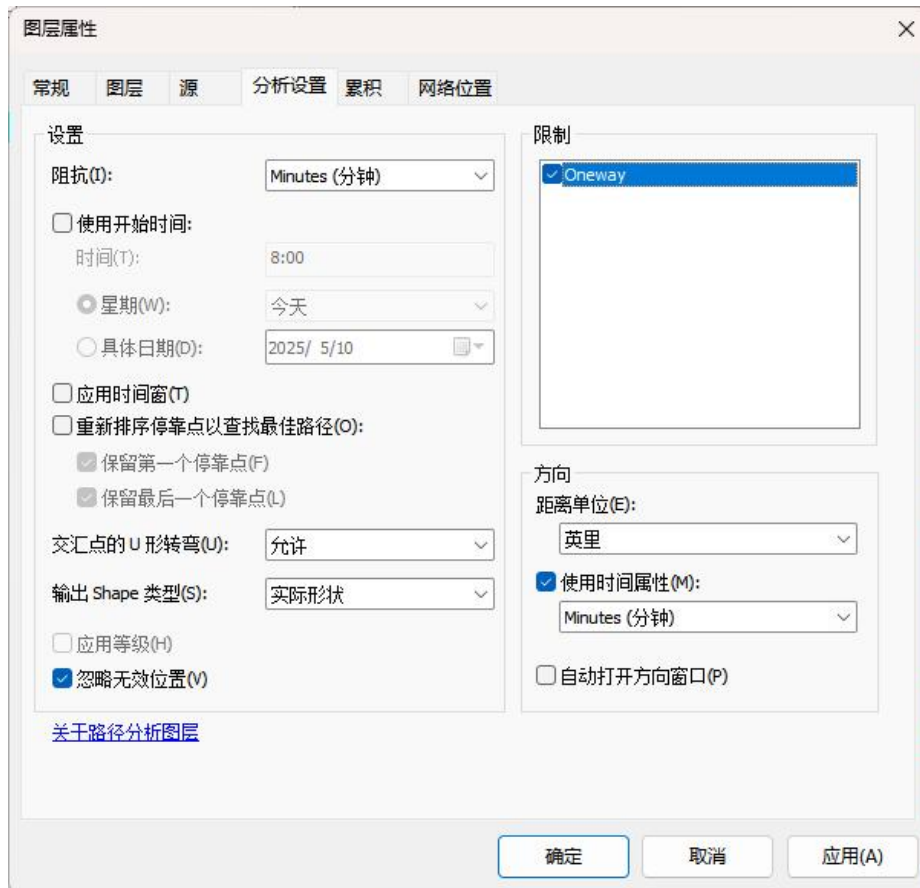 图层属性
常规 图层 源 分析设置 累积 网络位置
设置
阻抗(I): Minutes (分钟)
使用开始时间:
时间(T): 8:00
星期(W): 今天
具体日期(D): 2025/ 5/10
应用时间窗(T)
重新排序停靠点以查找最佳路径(O):
保留第一个停靠点(F)
保留最后一个停靠点(L)
交汇点的 U 形转弯(U): 允许
输出 Shape 类型(S): 实际形状
应用等级(H)
忽略无效位置(V)
关于路径分析图层
限制
Oneway
方向
距离单位(E):
英里
使用时间属性(M):
Minutes (分钟)
自动打开方向窗口(P)
确定 取消 应用(A)